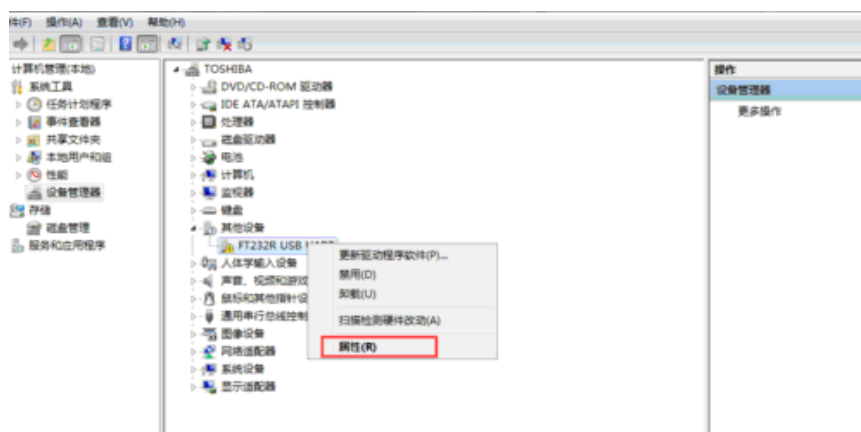 件(F) 操作(A) 查看(V) 帮助(H)
计算机管理(本地)
系统工具
任务计划程序
事件查看器
共享文件夹
本地用户和组
性能
设备管理器
存储
磁盘管理
服务和应用程序
TOSHIBA
DVD/CD-ROM 驱动器
IDE ATA/ATAPI 控制器
处理器
磁盘驱动器
电池
计算机
监视器
键盘
其他设备
FT232R USB UART
人体学输入设备
声音、视频和游戏
鼠标和其他指针设
通用串行总线控制
图像设备
网络适配器
系统设备
显示适配器
更新驱动程序软件(P)...
禁用(D)
卸载(U)
扫描检测硬件改动(A)
属性(R)
操作
设备管理器
更多操作